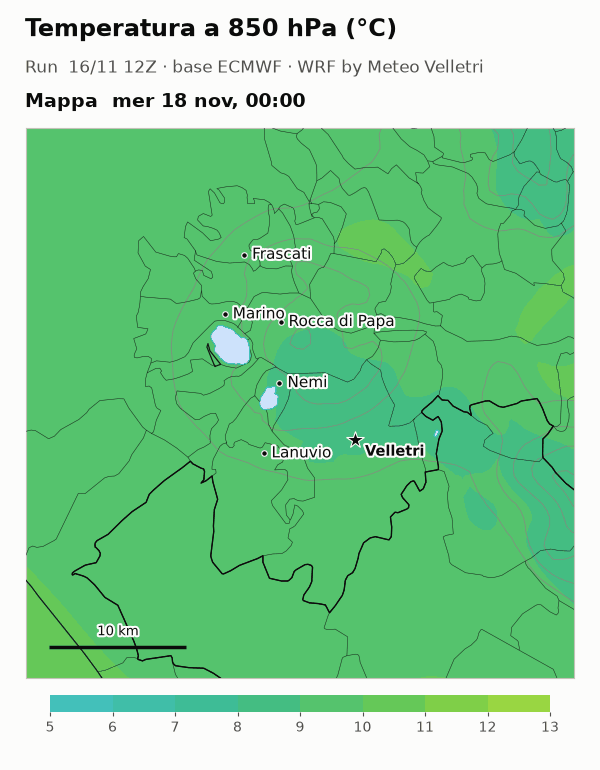 Temperatura a 850 hPa (°C)
Run  16/11 12Z · base ECMWF · WRF by Meteo Velletri
Mappa  mer 18 nov, 00:00
Frascati
Marino
Rocca di Papa
Nemi
Velletri
Lanuvio
10 km
5 6 7 8 9 10 11 12 13